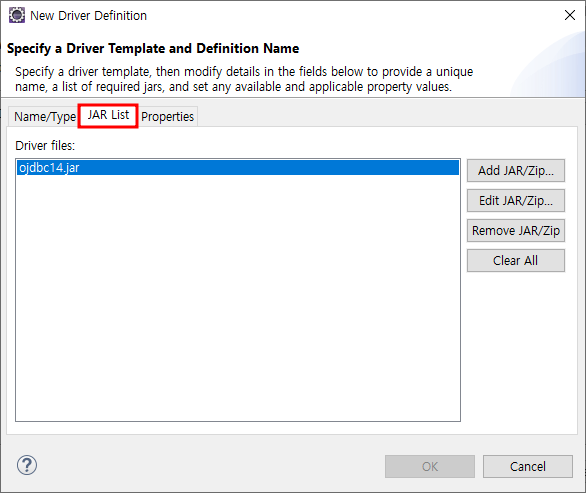 New Driver Definition
Specify a Driver Template and Definition Name
Specify a driver template, then modify details in the fields below to provide a unique
name, a list of required jars, and set any available and applicable property values.
Name/Type JAR List Properties
Driver files:
ojdbc14.jar
Add JAR/Zip...
Edit JAR/Zip...
Remove JAR/Zip
Clear All
?
OK Cancel